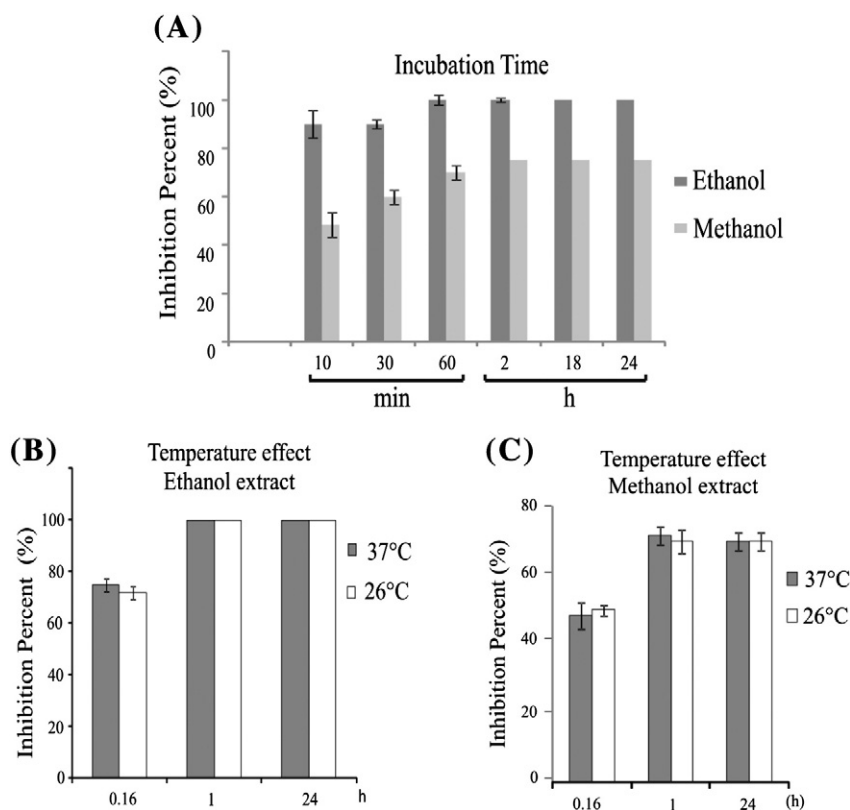 (A)
Incubation Time
Inhibition Percent (%)
100
80
60
40
20
0
10 30 60 2 18 24
min h
Ethanol
Methanol
(B)
Temperature effect
Ethanol extract
Inhibition Percent (%)
100
80
60
40
20
0
0.16 1 24 h
37°C
26°C
(C)
Temperature effect
Methanol extract
Inhibition Percent (%)
80
60
40
20
0
0.16 1 24 (h)
37°C
26°C